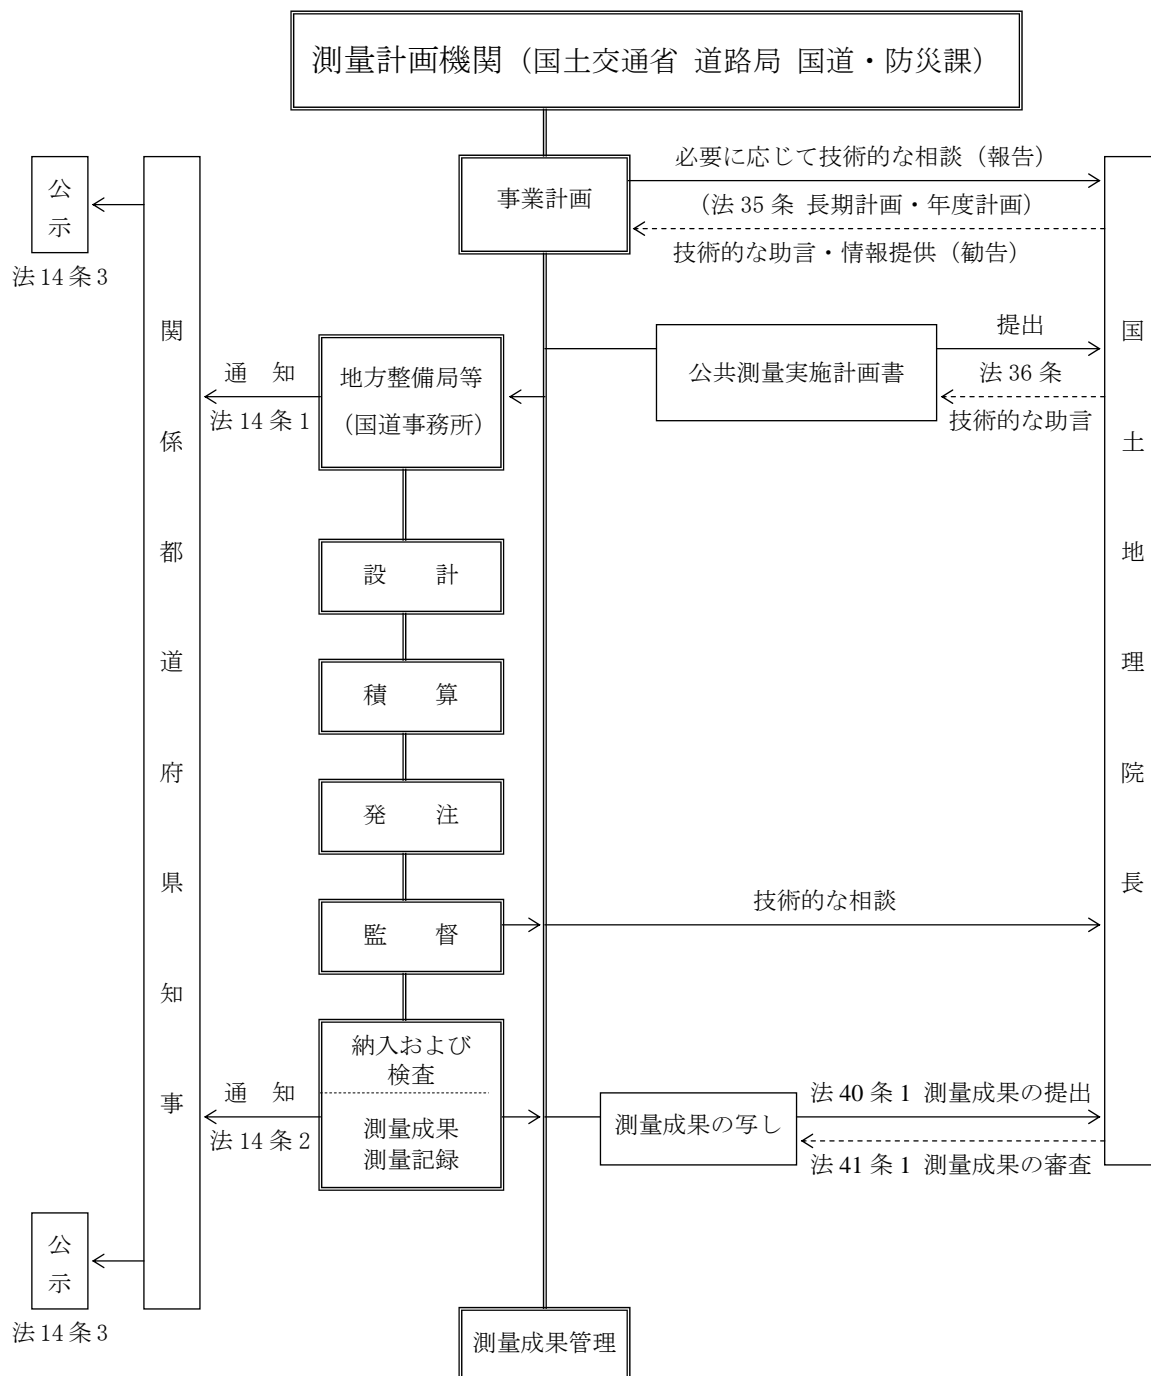 測量計画機関（国土交通省 道路局 国道・防災課）
事業計画
必要に応じて技術的な相談（報告）
（法 35 条 長期計画・年度計画）
技術的な助言・情報提供（勧告）
公
示
法 14 条 3
関係都道府県知事
国土地理院長
通 知
法 14 条 1
地方整備局等
（国道事務所）
公共測量実施計画書
提出
法 36 条
技術的な助言
設 計
積 算
発 注
監 督
技術的な相談
納入および
検査
測量成果
測量記録
通 知
法 14 条 2
測量成果の写し
法 40 条 1 測量成果の提出
法 41 条 1 測量成果の審査
公
示
法 14 条 3
測量成果管理